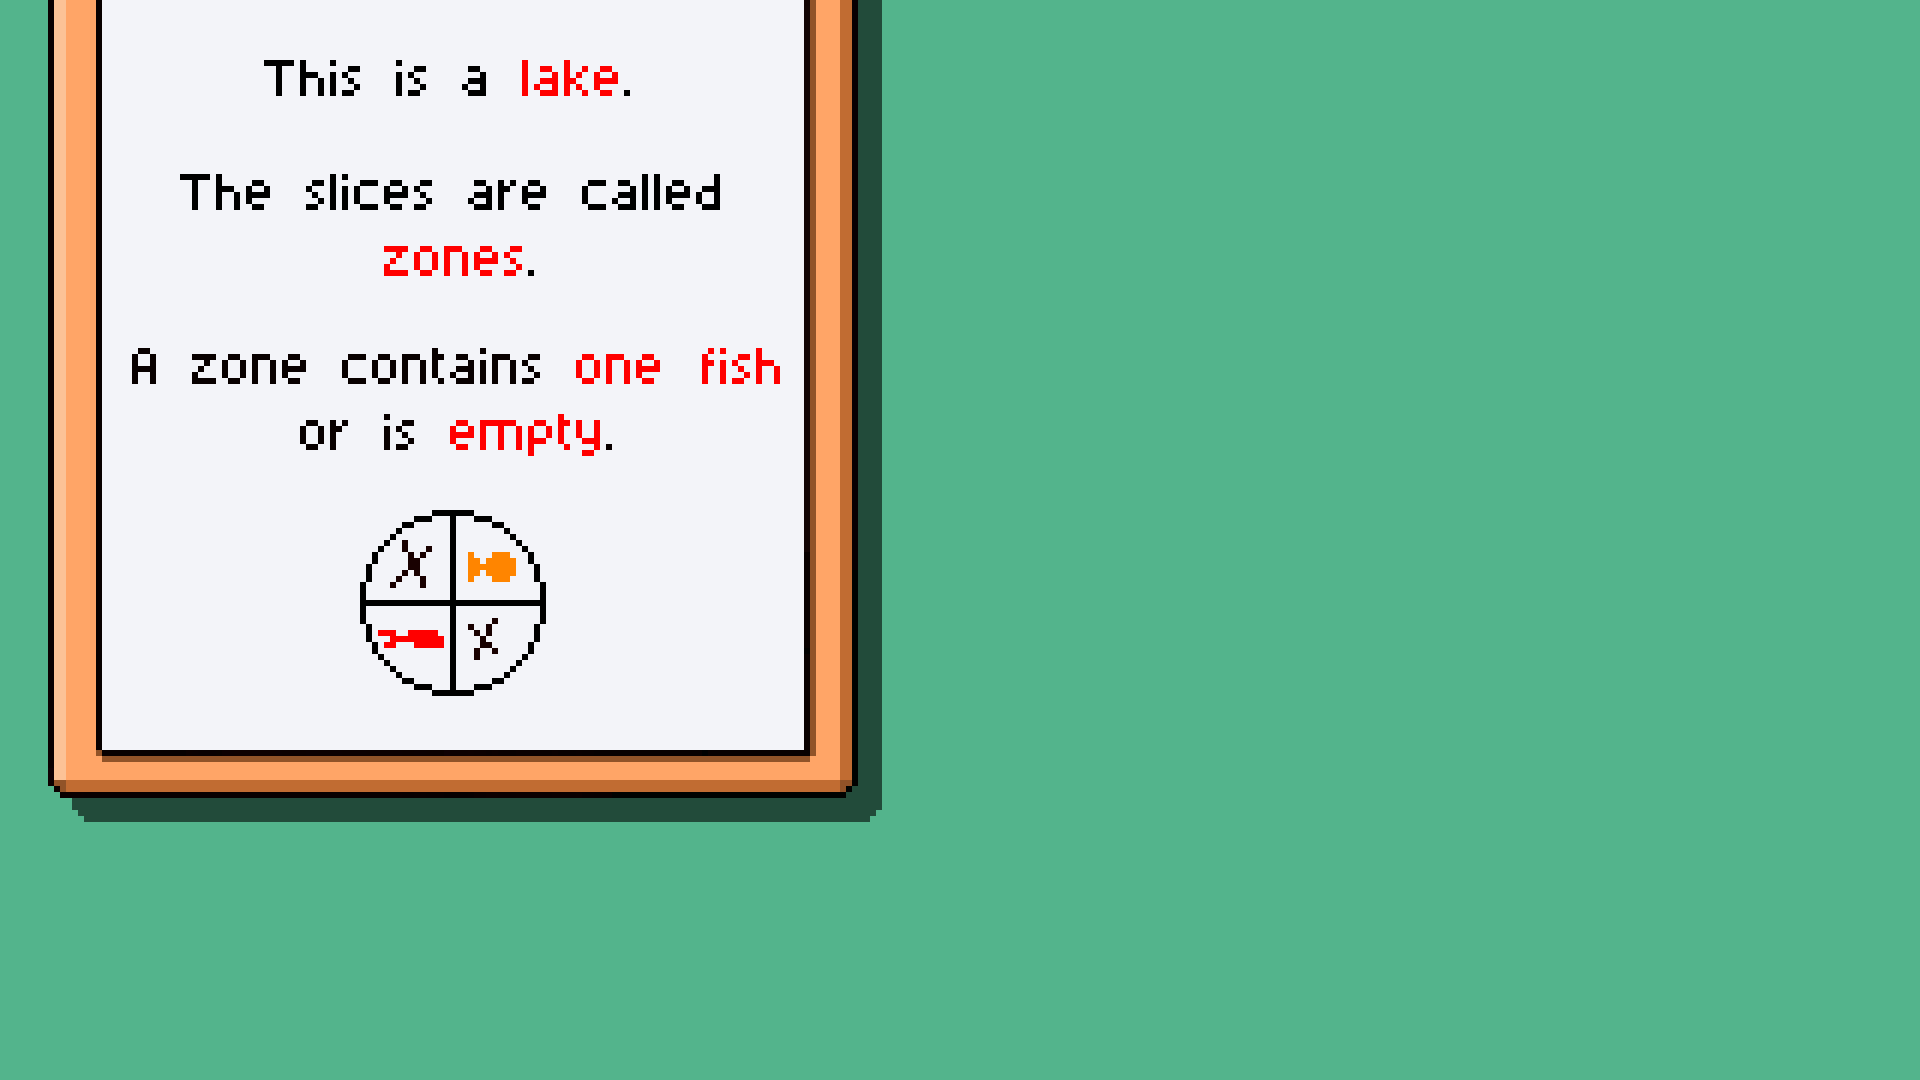 This is a lake.
The slices are called
zones.
A zone contains one fish
or is empty.